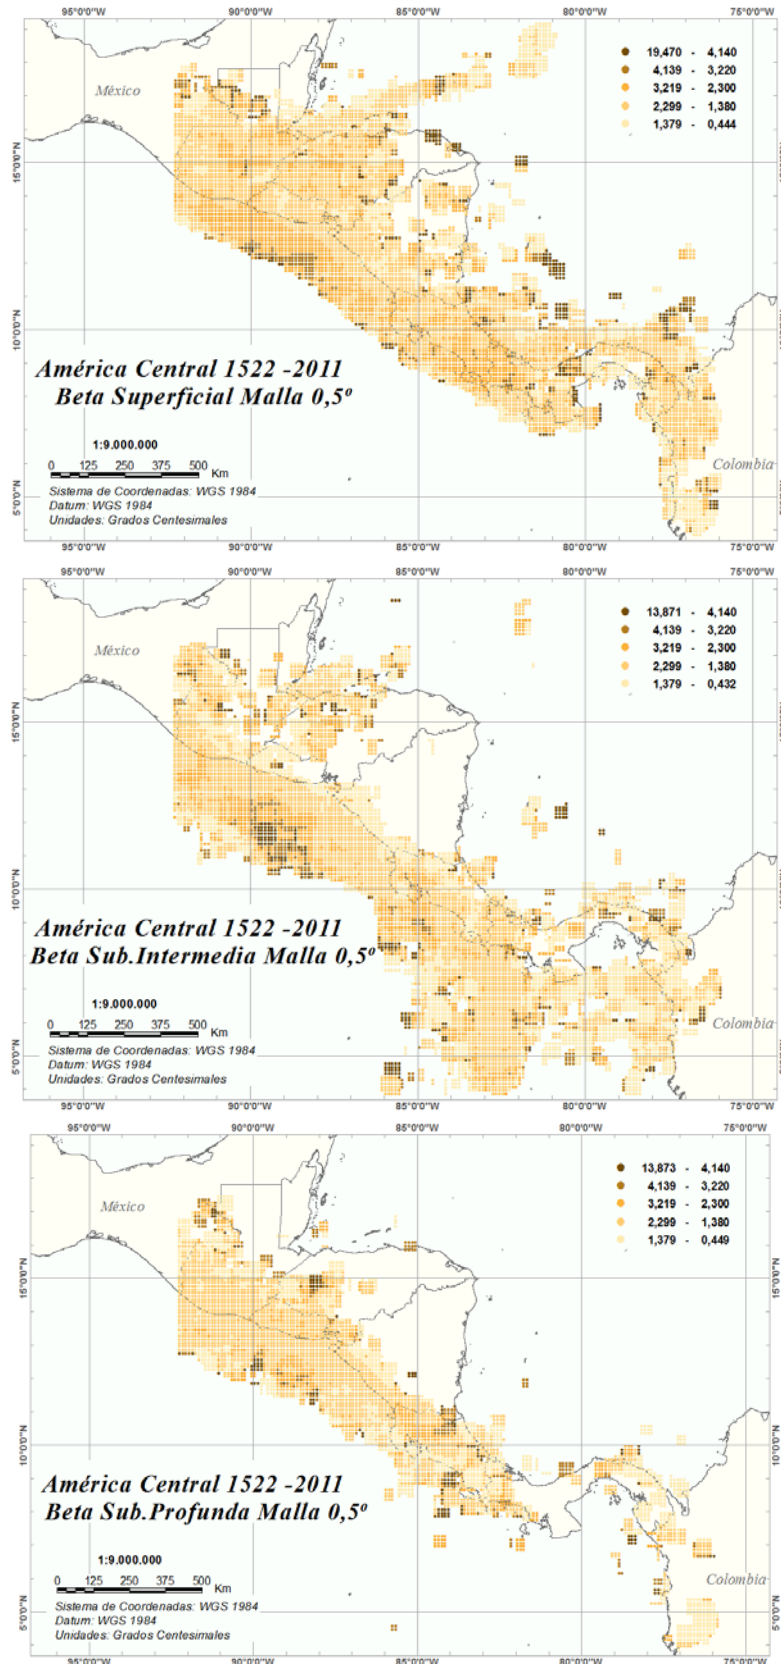 95°0'0"W 90°0'0"W 85°0'0"W 80°0'0"W 75°0'0"W
México
19,470 - 4,140
4,139 - 3,220
3,219 - 2,300
2,299 - 1,380
1,379 - 0,444
15°0'0"N
10°0'0"N
América Central 1522 -2011
Beta Superficial Malla 0,5º
1:9.000.000
0 125 250 375 500 Km
Sistema de Coordenadas: WGS 1984
Datum: WGS 1984
Unidades: Grados Centesimales
Colombia
5°0'0"N
95°0'0"W 90°0'0"W 85°0'0"W 80°0'0"W 75°0'0"W
México
13,871 - 4,140
4,139 - 3,220
3,219 - 2,300
2,299 - 1,380
1,379 - 0,432
15°0'0"N
10°0'0"N
América Central 1522 -2011
Beta Sub.Intermedia Malla 0,5º
1:9.000.000
0 125 250 375 500 Km
Sistema de Coordenadas: WGS 1984
Datum: WGS 1984
Unidades: Grados Centesimales
Colombia
5°0'0"N
95°0'0"W 90°0'0"W 85°0'0"W 80°0'0"W 75°0'0"W
México
13,873 - 4,140
4,139 - 3,220
3,219 - 2,300
2,299 - 1,380
1,379 - 0,449
15°0'0"N 15°0'0"N
10°0'0"N 10°0'0"N
América Central 1522 -2011
Beta Sub.Profunda Malla 0,5º
1:9.000.000
0 125 250 375 500 Km
Sistema de Coordenadas: WGS 1984
Datum: WGS 1984
Unidades: Grados Centesimales
Colombia
5°0'0"N 5°0'0"N
95°0'0"W 90°0'0"W 85°0'0"W 80°0'0"W 75°0'0"W